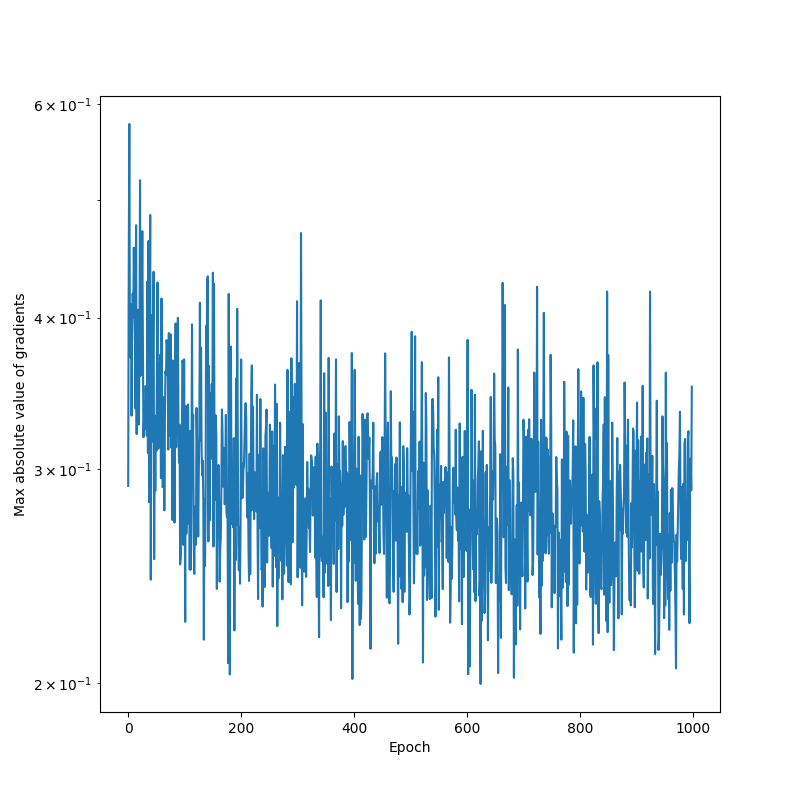 Max absolute value of gradients
6 × 10⁻¹
4 × 10⁻¹
3 × 10⁻¹
2 × 10⁻¹
0 200 400 600 800 1000
Epoch